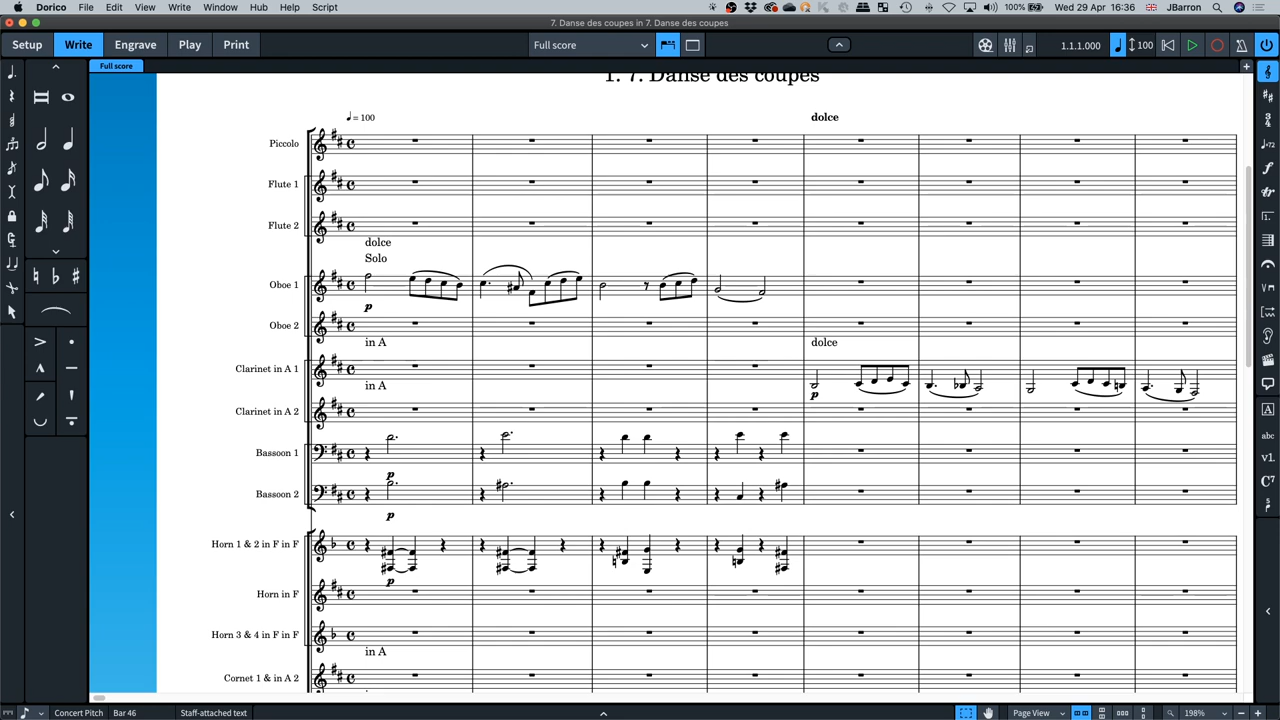 Dorico File Edit View Write Window Hub Help Script 100% Wed 29 Apr 16:36 JBarron
7. Danse des coupes in 7. Danse des coupes
Setup Write Engrave Play Print Full score 1.1.1.000 100
Full score
1. 7. Danse des coupes
= 100 dolce
Piccolo
Flute 1
Flute 2
dolce
Solo
Oboe 1
p
Oboe 2
in A dolce
Clarinet in A 1
in A p
Clarinet in A 2
Bassoon 1
p
Bassoon 2
p
Horn 1 & 2 in F in F
p
Horn in F
Horn 3 & 4 in F in F
in A
Cornet 1 & in A 2
Concert Pitch Bar 46 Staff-attached text Page View 198%